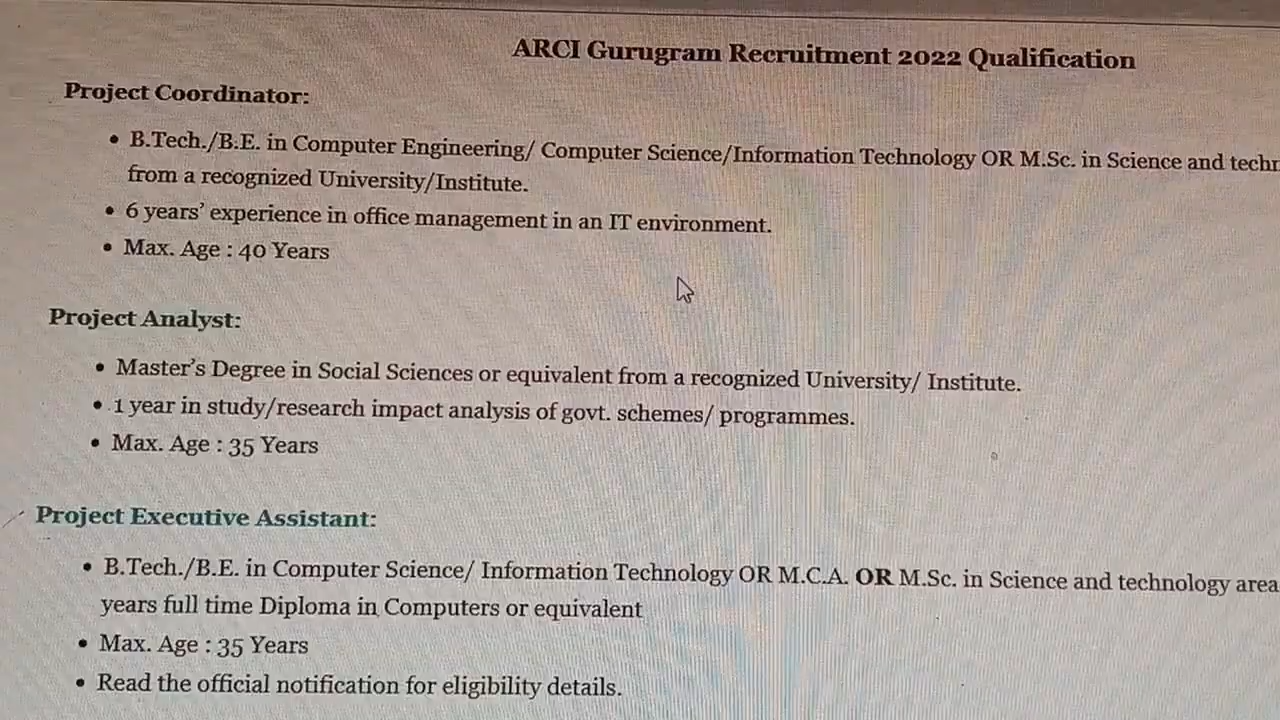 ARCI Gurugram Recruitment 2022 Qualification
Project Coordinator:
• B.Tech./B.E. in Computer Engineering/ Computer Science/Information Technology OR M.Sc. in Science and techn
from a recognized University/Institute.
• 6 years’ experience in office management in an IT environment.
• Max. Age : 40 Years
Project Analyst:
• Master’s Degree in Social Sciences or equivalent from a recognized University/ Institute.
• 1 year in study/research impact analysis of govt. schemes/ programmes.
• Max. Age : 35 Years
Project Executive Assistant:
• B.Tech./B.E. in Computer Science/ Information Technology OR M.C.A. OR M.Sc. in Science and technology area
years full time Diploma in Computers or equivalent
• Max. Age : 35 Years
• Read the official notification for eligibility details.